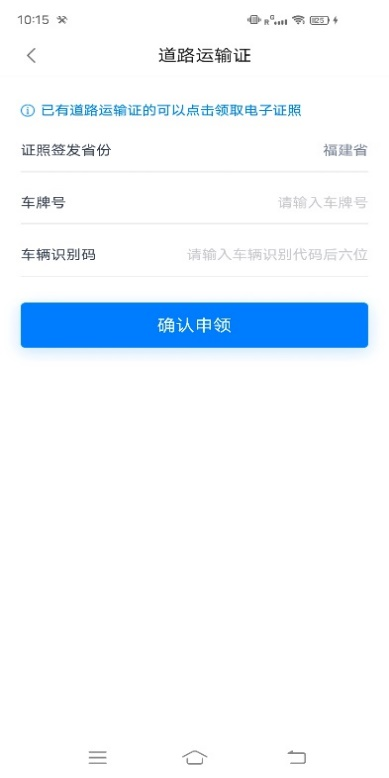 10:15
道路运输证
已有道路运输证的可以点击领取电子证照
证照签发省份 福建省
车牌号 请输入车牌号
车辆识别码 请输入车辆识别代码后六位
确认申领